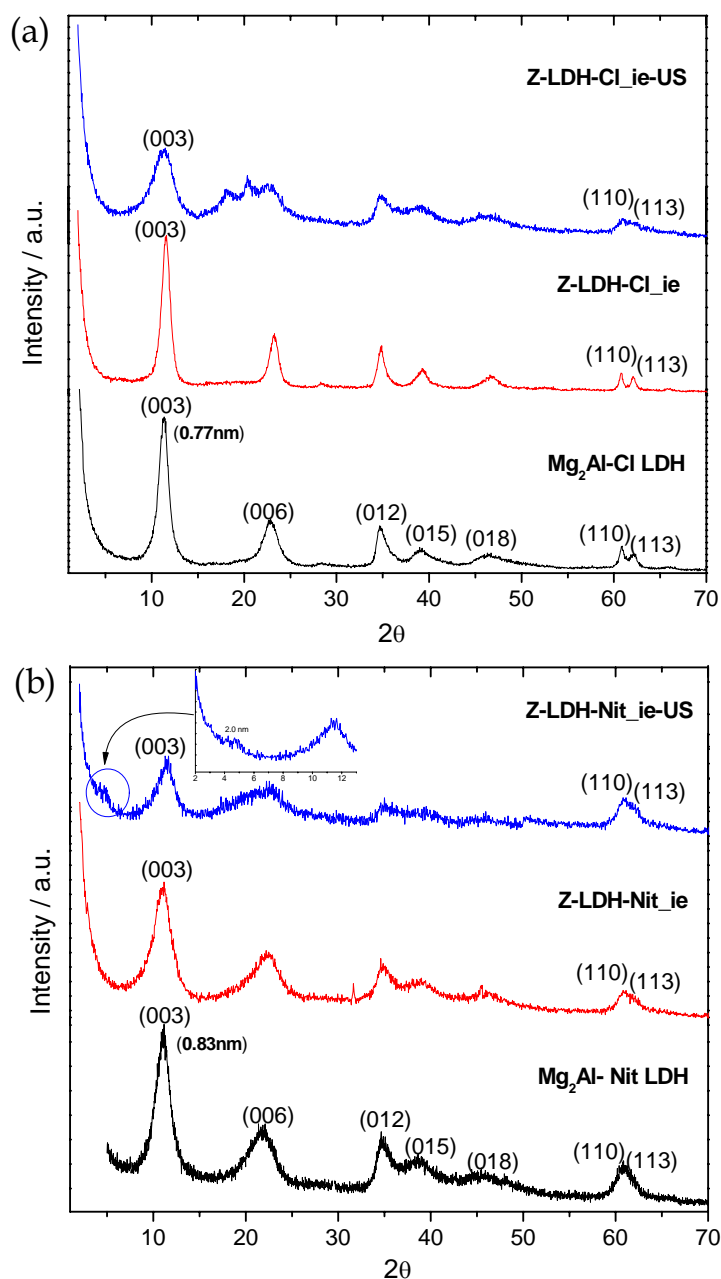 (a)
Z-LDH-Cl_ie-US
(003)
(110)
(113)
(003)
Z-LDH-Cl_ie
(110)
(113)
(003)
(0.77nm)
Mg₂Al-Cl LDH
(006)
(012)
(015)
(018)
(110)
(113)
Intensity / a.u.
10 20 30 40 50 60 70
2θ
(b)
2.0 nm
2 4 6 8 10 12
Z-LDH-Nit_ie-US
(003)
(110)
(113)
(003)
Z-LDH-Nit_ie
(110)
(113)
(003)
(0.83nm)
Mg₂Al- Nit LDH
(006)
(012)
(015)
(018)
(110)
(113)
Intensity / a.u.
10 20 30 40 50 60 70
2θ